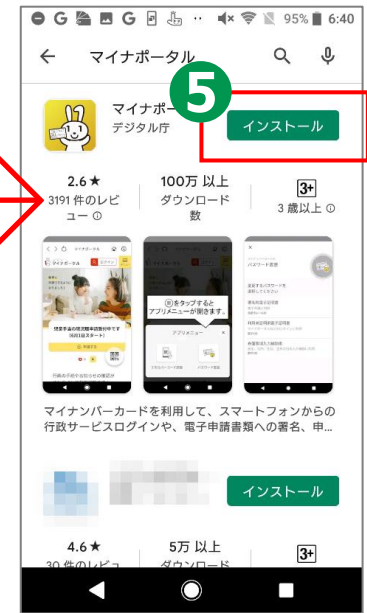 95% 6:40
マイナポータル
5
マイナポー
デジタル庁
インストール
2.6★
3191 件のレビ
ュー
100万 以上
ダウンロード
数
3+
3 歳以上
マイナポータル
をタップすると
アプリメニューが開きます。
アプリメニュー
マイナンバーカードを利用して、スマートフォンからの
行政サービスログインや、電子申請書類への署名、申...
インストール
4.6★
30 件のレビュ
5万 以上
ダウンロード
3+